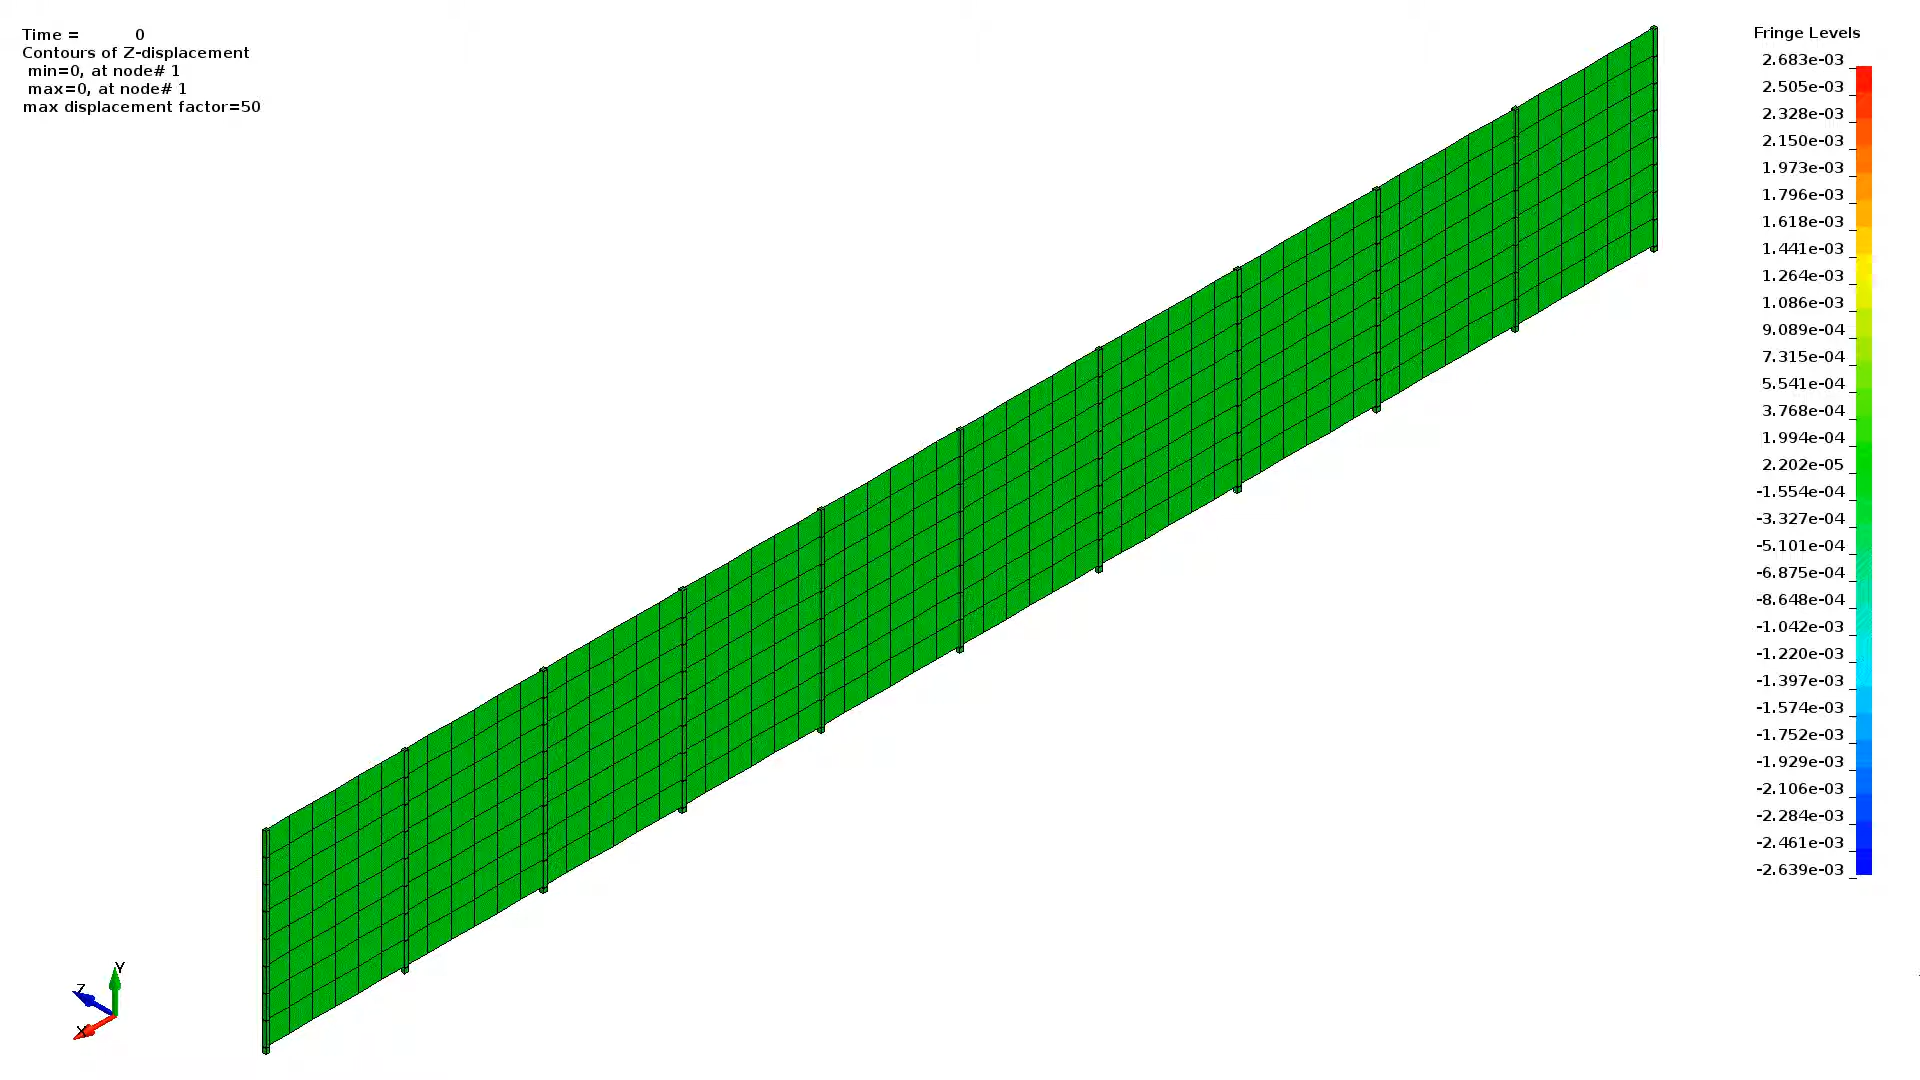 Time = 0
Contours of Z-displacement
min=0, at node# 1
max=0, at node# 1
max displacement factor=50
Fringe Levels
2.683e-03
2.505e-03
2.328e-03
2.150e-03
1.973e-03
1.796e-03
1.618e-03
1.441e-03
1.264e-03
1.086e-03
9.089e-04
7.315e-04
5.541e-04
3.768e-04
1.994e-04
2.202e-05
-1.554e-04
-3.327e-04
-5.101e-04
-6.875e-04
-8.648e-04
-1.042e-03
-1.220e-03
-1.397e-03
-1.574e-03
-1.752e-03
-1.929e-03
-2.106e-03
-2.284e-03
-2.461e-03
-2.639e-03
Y
Z
X